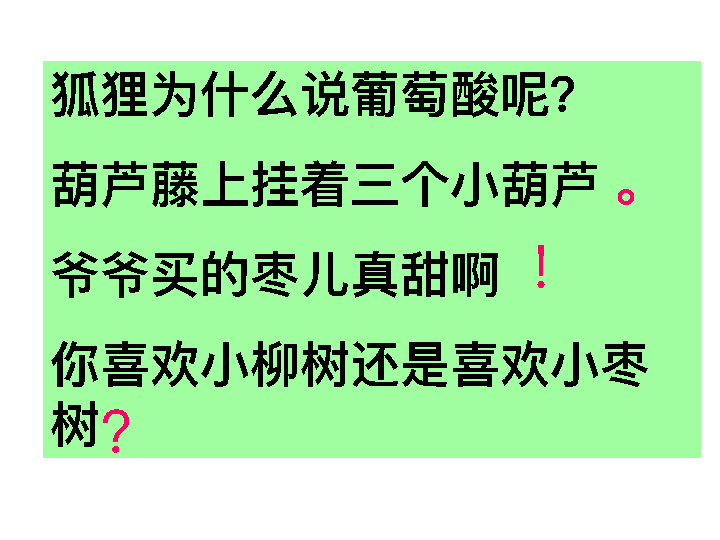 狐狸为什么说葡萄酸呢?
葫芦藤上挂着三个小葫芦 。
爷爷买的枣儿真甜啊 ！
你喜欢小柳树还是喜欢小枣
树?